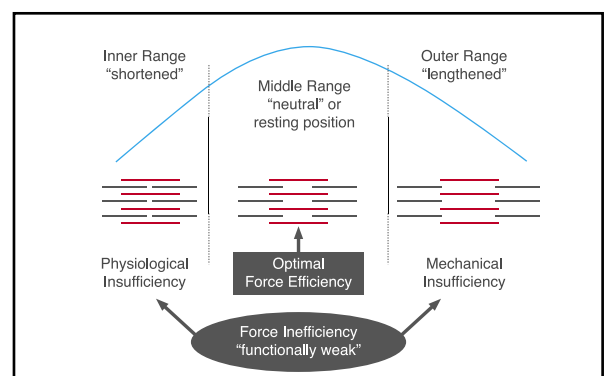 Inner Range
“shortened”
Middle Range
“neutral” or
resting position
Outer Range
“lengthened”
Physiological
Insufficiency
Optimal
Force Efficiency
Mechanical
Insufficiency
Force Inefficiency
“functionally weak”